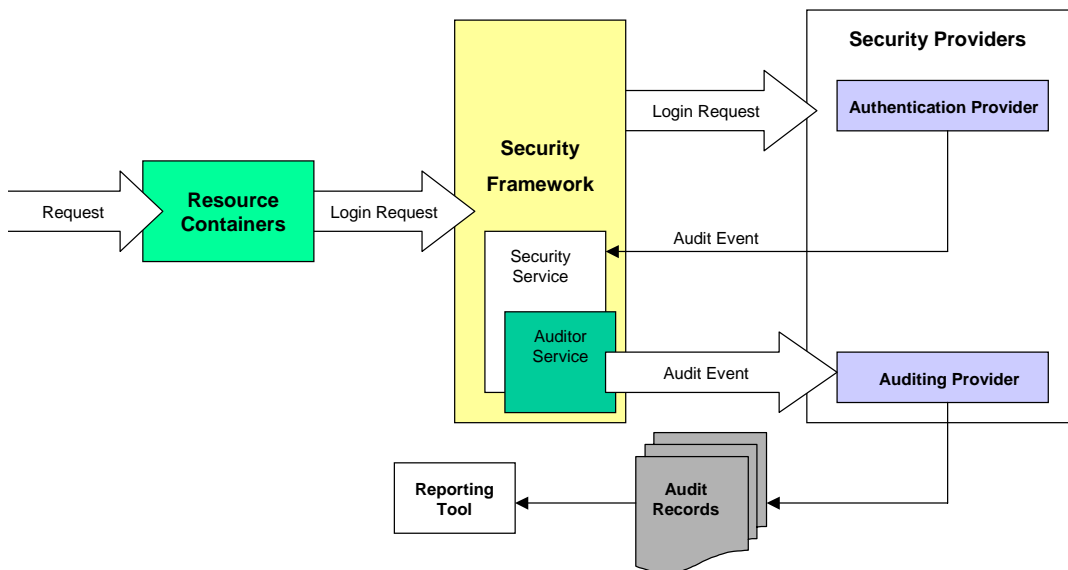 Security Providers
Authentication Provider
Login Request
Security
Framework
Request
Resource
Containers
Login Request
Audit Event
Security
Service
Auditor
Service
Audit Event
Auditing Provider
Reporting
Tool
Audit
Records